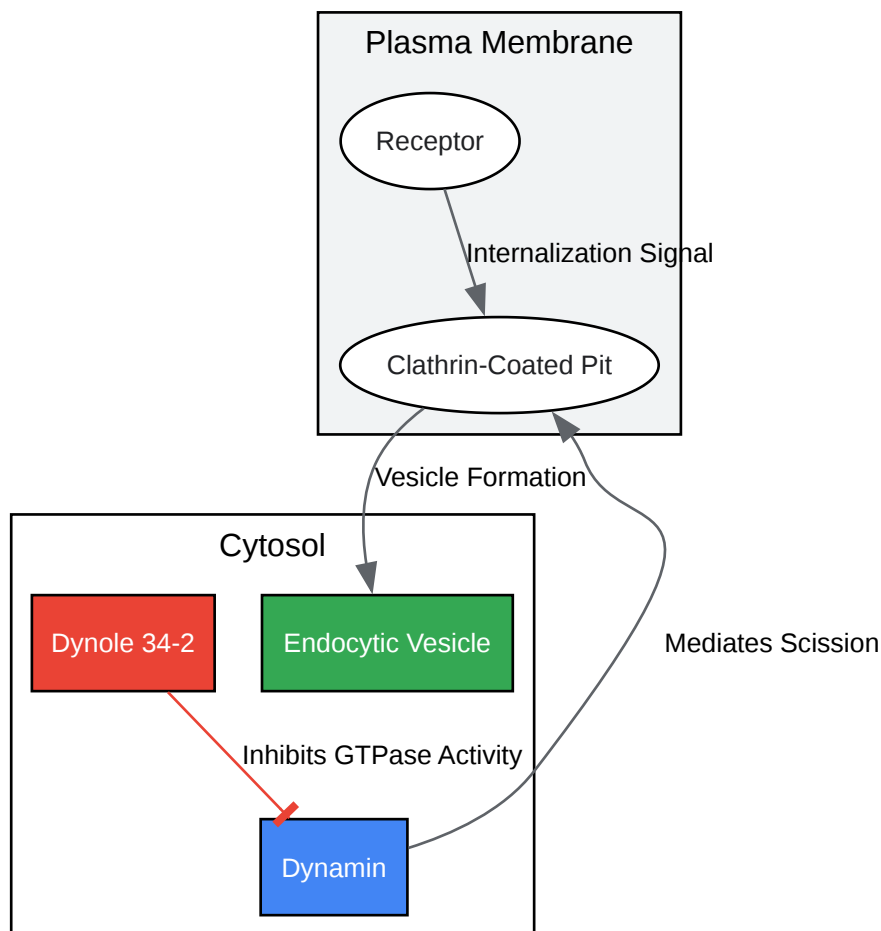 Plasma Membrane
Receptor
Internalization Signal
Clathrin-Coated Pit
Vesicle Formation
Cytosol
Dynole 34-2
Endocytic Vesicle
Mediates Scission
Inhibits GTPase Activity
Dynamin